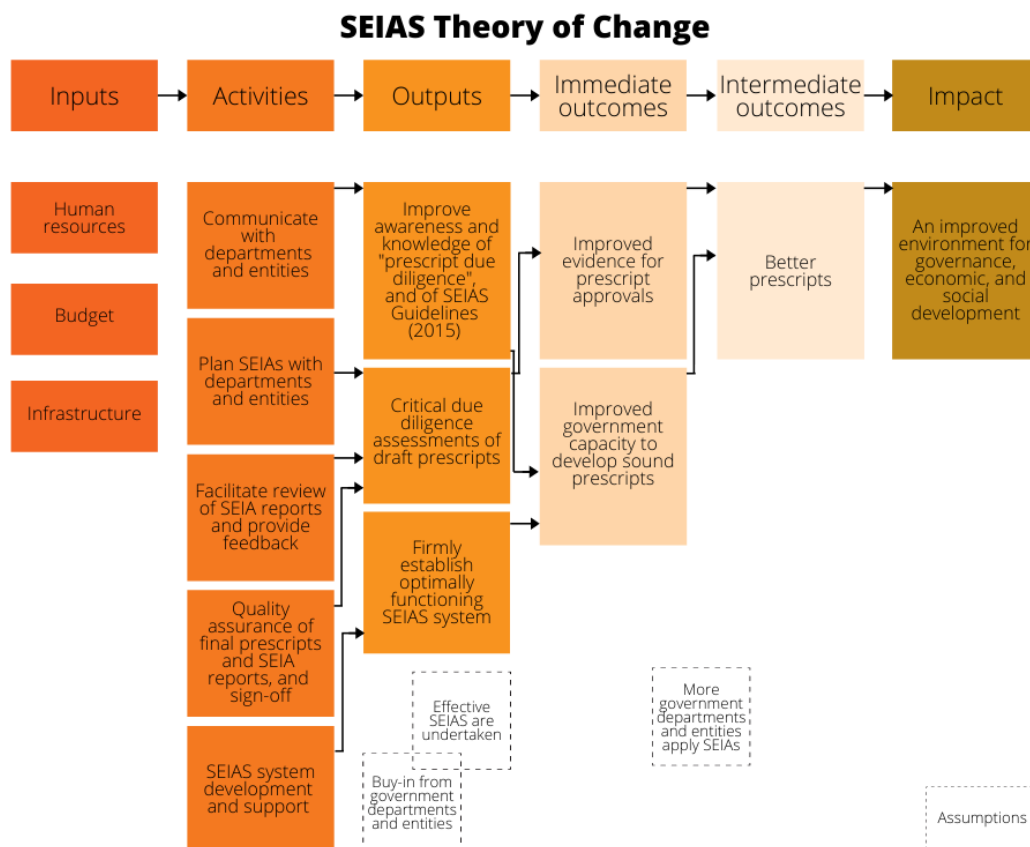 SEIAS Theory of Change
Inputs
Activities
Outputs
Immediate
outcomes
Intermediate
outcomes
Impact
Human
resources
Budget
Infrastructure
Communicate
with
departments
and entities
Plan SEIAs with
departments
and entities
Facilitate review
of SEIA reports
and provide
feedback
Quality
assurance of
final prescripts
and SEIA
reports, and
sign-off
SEIAS system
development
and support
Improve
awareness and
knowledge of
"prescript due
diligence",
and of SEIAS
Guidelines
(2015)
Critical due
diligence
assessments of
draft prescripts
Firmly
establish
optimally
functioning
SEIAS system
Improved
evidence for
prescript
approvals
Improved
government
capacity to
develop sound
prescripts
Better
prescripts
An improved
environment for
governance,
economic, and
social
development
Effective
SEIAS are
undertaken
Buy-in from
government
departments
and entities
More
government
departments
and entities
apply SEIAs
Assumptions